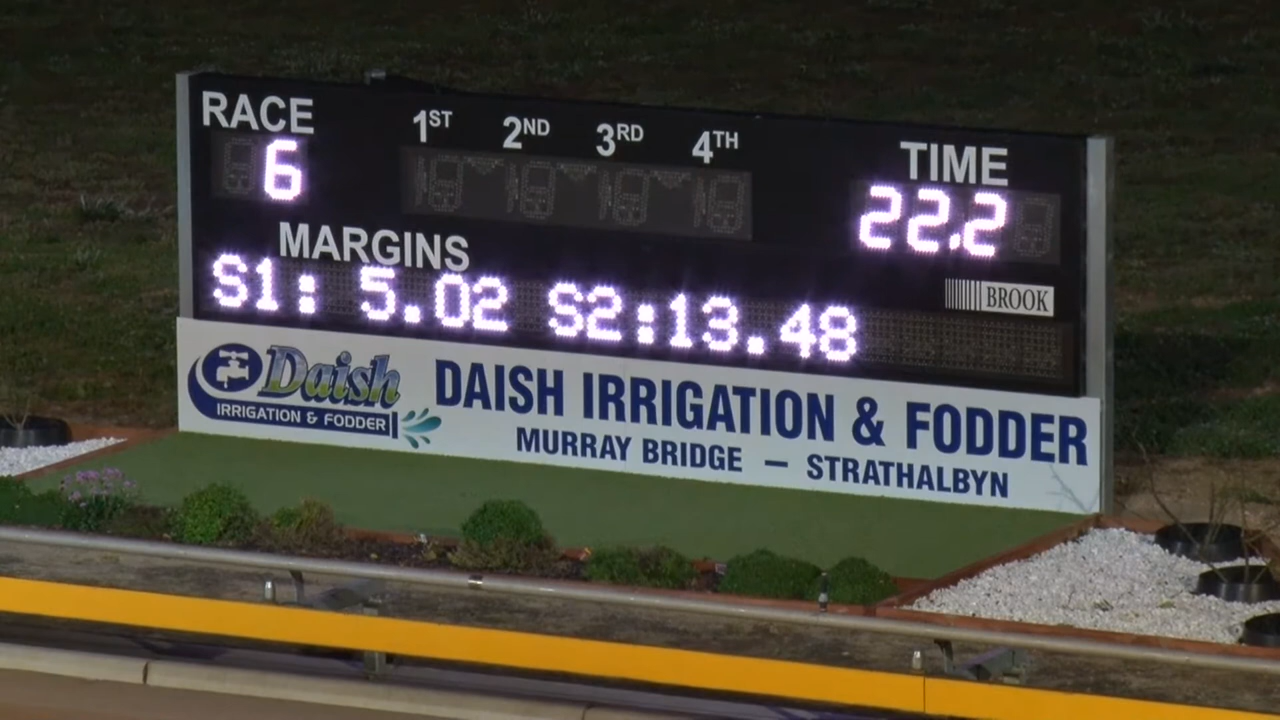 RACE 1ST 2ND 3RD 4TH TIME
6 22.2
MARGINS
S1: 5.02 S2:13.48
BROOK
Daish
IRRIGATION & FODDER
DAISH IRRIGATION & FODDER
MURRAY BRIDGE – STRATHALBYN